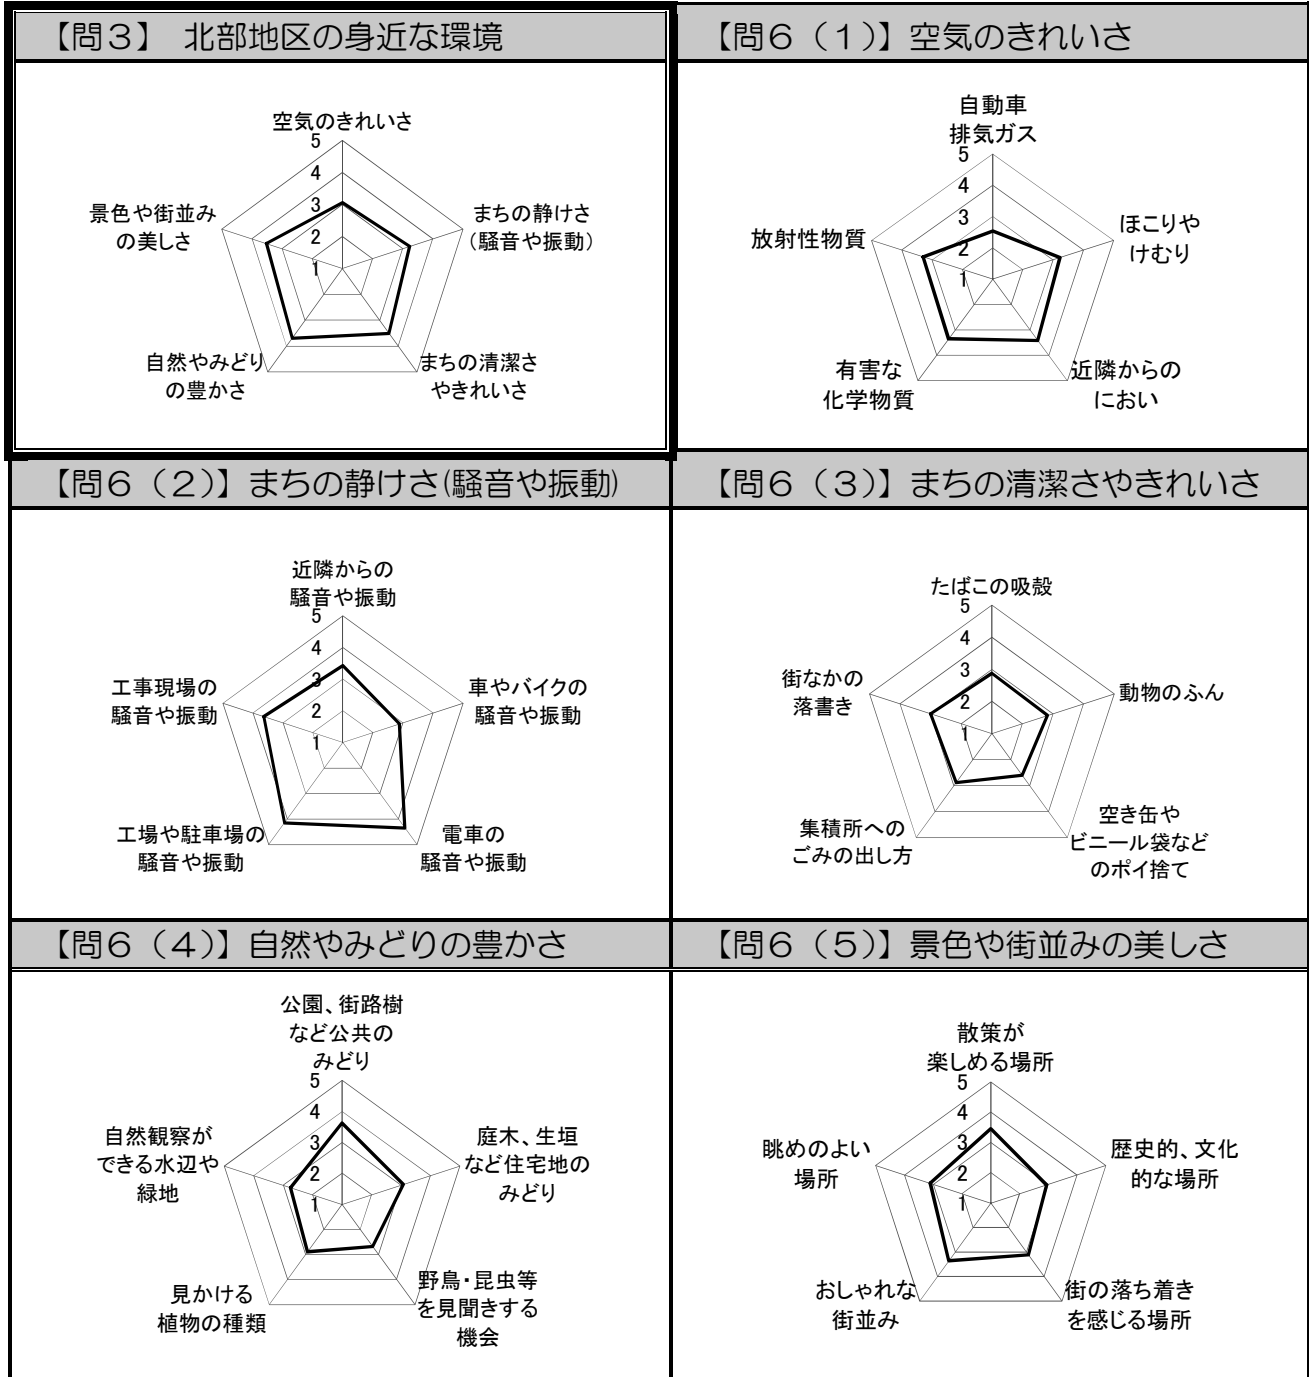 【問3】 北部地区の身近な環境
空気のきれいさ
5
4
3
2
1
まちの静けさ
(騒音や振動)
まちの清潔さ
やきれいさ
自然やみどり
の豊かさ
景色や街並み
の美しさ
【問6(1)】空気のきれいさ
自動車
排気ガス
5
4
3
2
1
ほこりや
けむり
近隣からの
におい
有害な
化学物質
放射性物質
【問6(2)】まちの静けさ(騒音や振動)
近隣からの
騒音や振動
5
4
3
2
1
車やバイクの
騒音や振動
電車の
騒音や振動
工場や駐車場の
騒音や振動
工事現場の
騒音や振動
【問6(3)】まちの清潔さやきれいさ
たばこの吸殻
5
4
3
2
1
動物のふん
空き缶や
ビニール袋など
のポイ捨て
集積所への
ごみの出し方
街なかの
落書き
【問6(4)】自然やみどりの豊かさ
公園、街路樹
など公共の
みどり
5
4
3
2
1
庭木、生垣
など住宅地の
みどり
野鳥・昆虫等
を見聞きする
機会
見かける
植物の種類
自然観察が
できる水辺や
緑地
【問6(5)】景色や街並みの美しさ
散策が
楽しめる場所
5
4
3
2
1
歴史的、文化
的な場所
街の落ち着き
を感じる場所
おしゃれな
街並み
眺めのよい
場所